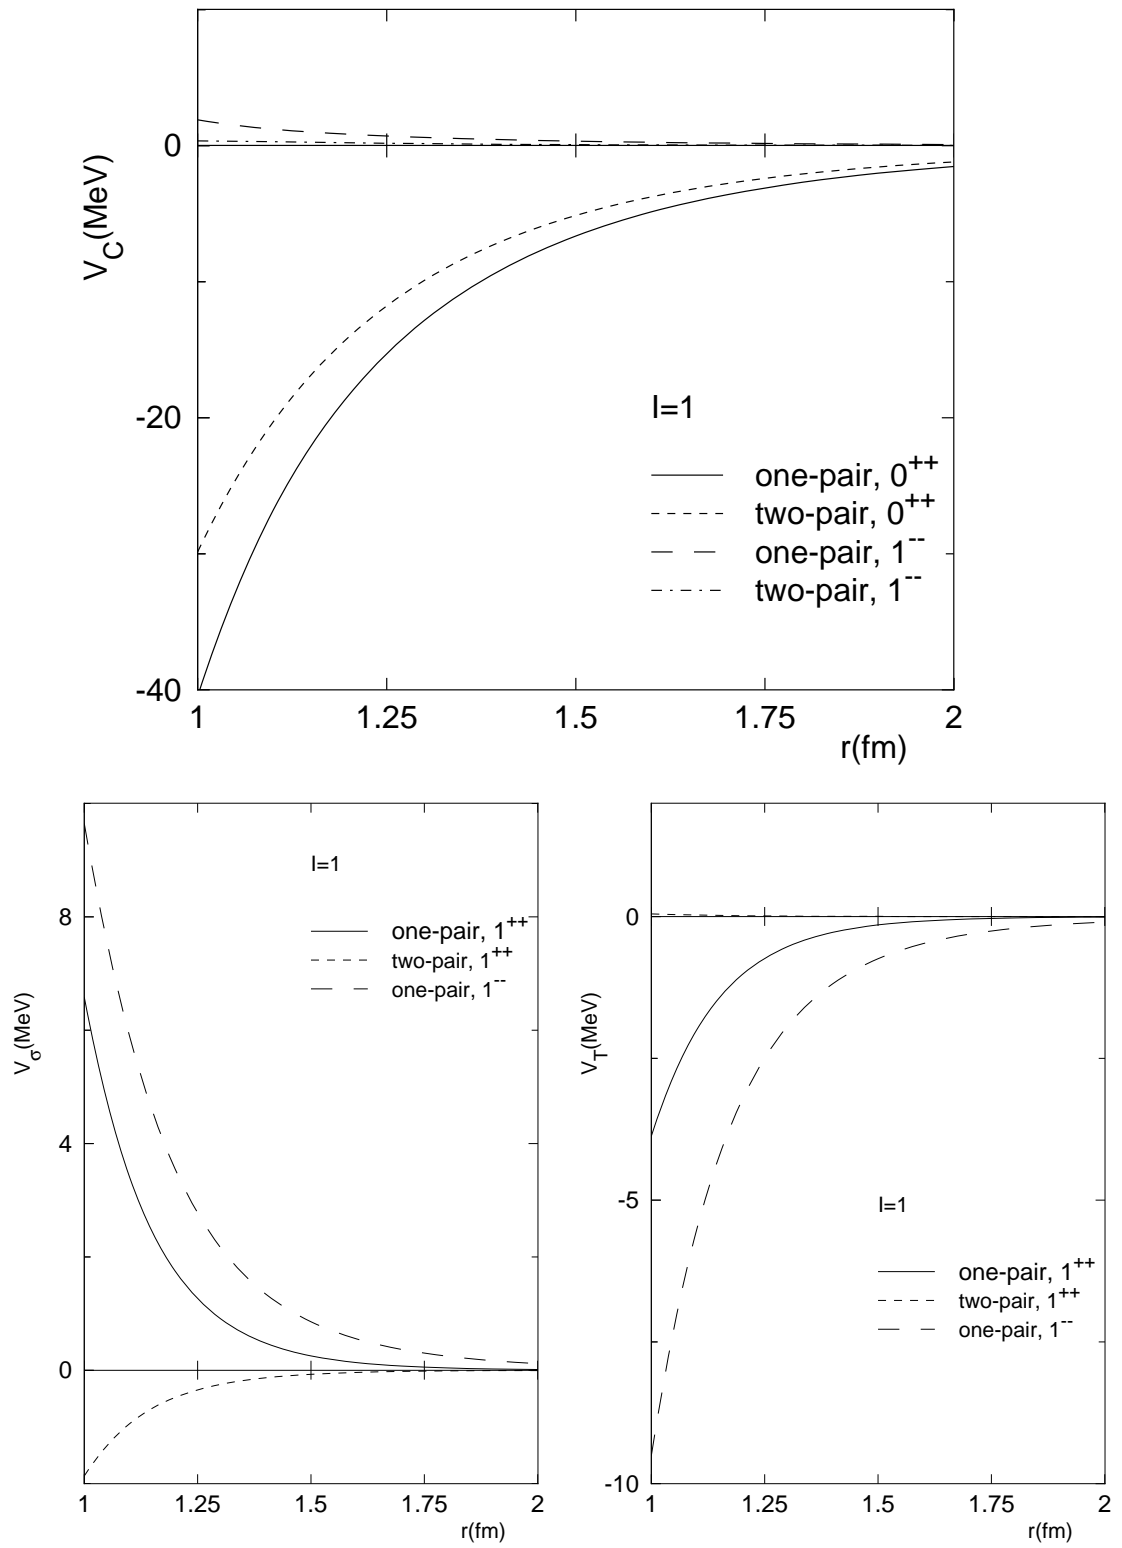 V_C(MeV)
0
-20
-40
I=1
one-pair, 0^++
two-pair, 0^++
one-pair, 1^--
two-pair, 1^--
1 1.25 1.5 1.75 2
r(fm)
V_σ(MeV)
8
4
0
I=1
one-pair, 1^++
two-pair, 1^++
one-pair, 1^--
1 1.25 1.5 1.75 2
r(fm)
V_T(MeV)
0
-5
-10
I=1
one-pair, 1^++
two-pair, 1^++
one-pair, 1^--
1 1.25 1.5 1.75 2
r(fm)